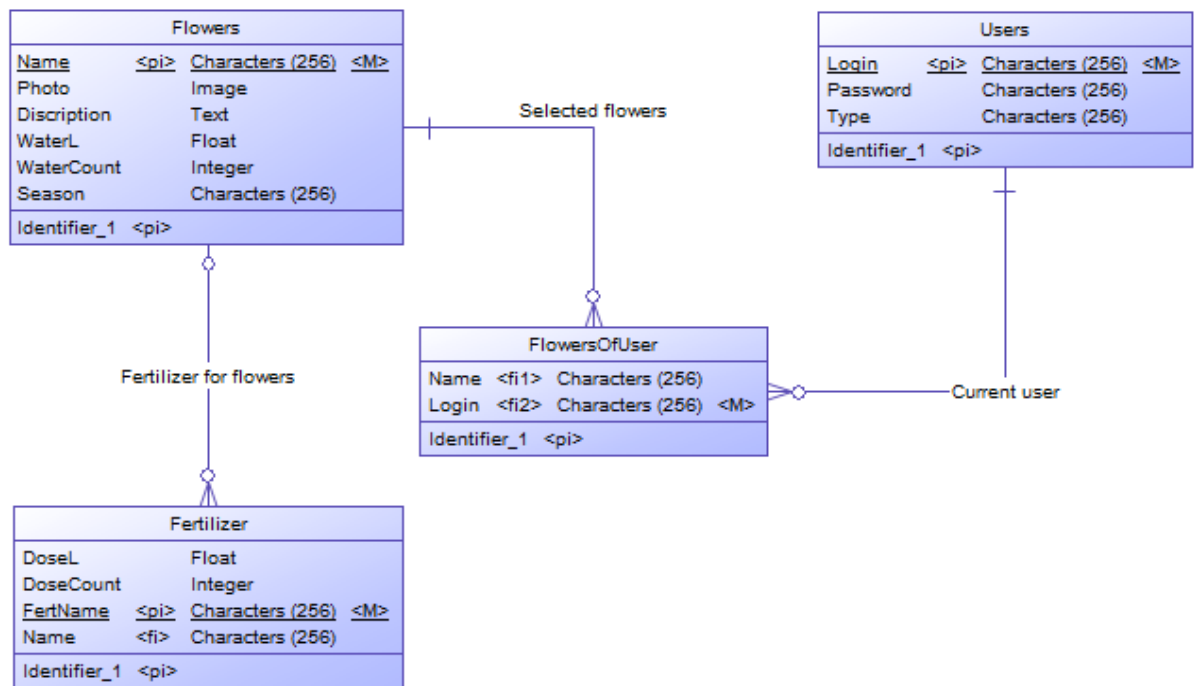 Flowers
Name <pi> Characters (256) <M>
Photo Image
Discription Text
WaterL Float
WaterCount Integer
Season Characters (256)
Identifier_1 <pi>
Selected flowers
Users
Login <pi> Characters (256) <M>
Password Characters (256)
Type Characters (256)
Identifier_1 <pi>
Fertilizer for flowers
FlowersOfUser
Name <fi1> Characters (256)
Login <fi2> Characters (256) <M>
Identifier_1 <pi>
Current user
Fertilizer
DoseL Float
DoseCount Integer
FertName <pi> Characters (256) <M>
Name <fi> Characters (256)
Identifier_1 <pi>